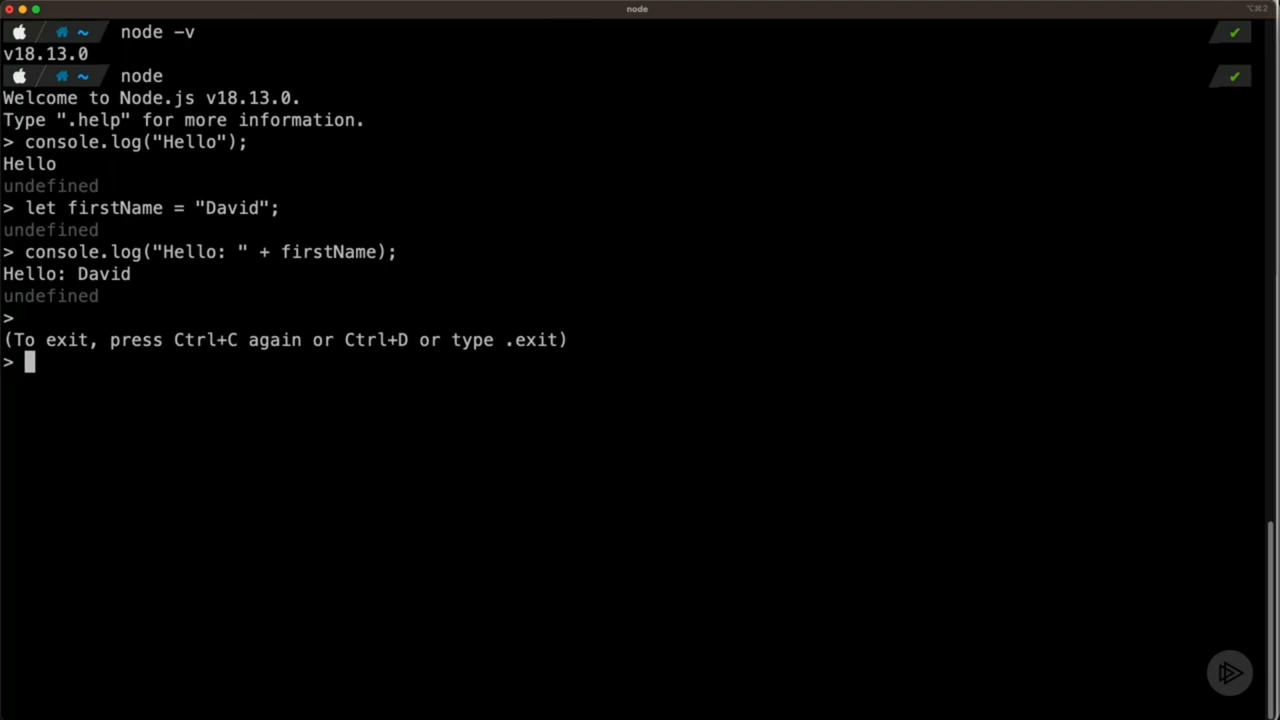 node
⌥⌘2
~ node -v
v18.13.0
~ node
Welcome to Node.js v18.13.0.
Type ".help" for more information.
> console.log("Hello");
Hello
undefined
> let firstName = "David";
undefined
> console.log("Hello: " + firstName);
Hello: David
undefined
>
(To exit, press Ctrl+C again or Ctrl+D or type .exit)
>